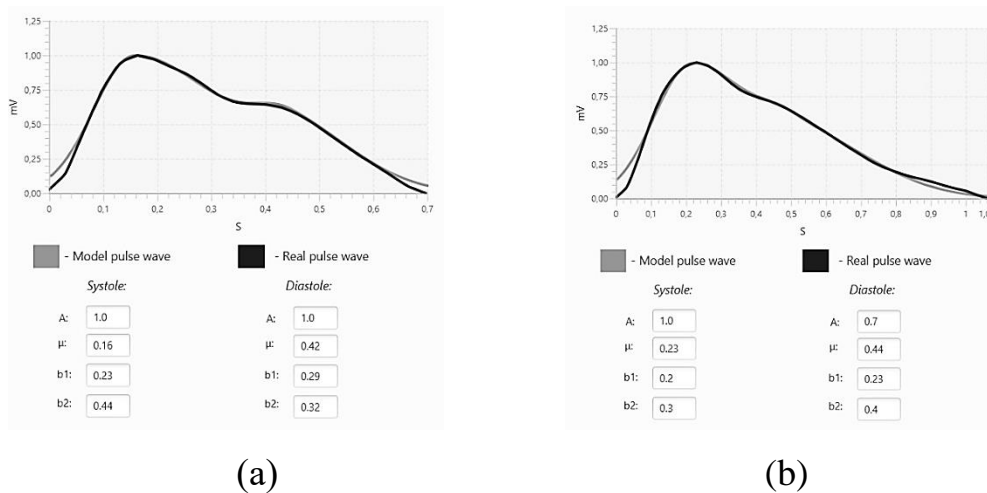 1,25
1,00
0,75
mV
0,50
0,25
0,00
0 0,1 0,2 0,3 0,4 0,5 0,6 0,7
S
- Model pulse wave - Real pulse wave
Systole: Diastole:
A: 1.0 A: 1.0
μ: 0.16 μ: 0.42
b1: 0.23 b1: 0.29
b2: 0.44 b2: 0.32
(a)
1,25
1,00
0,75
mV
0,50
0,25
0,00
0 0,1 0,2 0,3 0,4 0,5 0,6 0,7 0,8 0,9 1 1,
S
- Model pulse wave - Real pulse wave
Systole: Diastole:
A: 1.0 A: 0.7
μ: 0.23 μ: 0.44
b1: 0.2 b1: 0.23
b2: 0.3 b2: 0.4
(b)